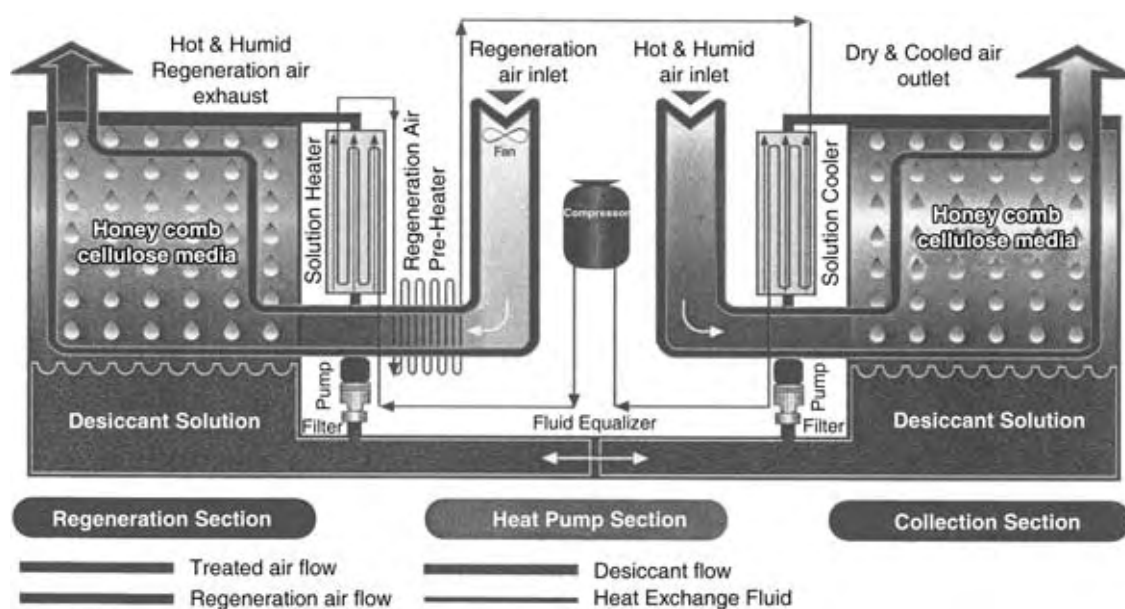 Hot & Humid
Regeneration air
exhaust
Regeneration
air inlet
Hot & Humid
air inlet
Dry & Cooled air
outlet
Fan
Solution Heater
Regeneration Air
Pre-Heater
Compressor
Solution Cooler
Honey comb
cellulose media
Honey comb
cellulose media
Pump
Filter
Pump
Filter
Desiccant Solution
Fluid Equalizer
Desiccant Solution
Regeneration Section
Heat Pump Section
Collection Section
Treated air flow
Desiccant flow
Regeneration air flow
Heat Exchange Fluid